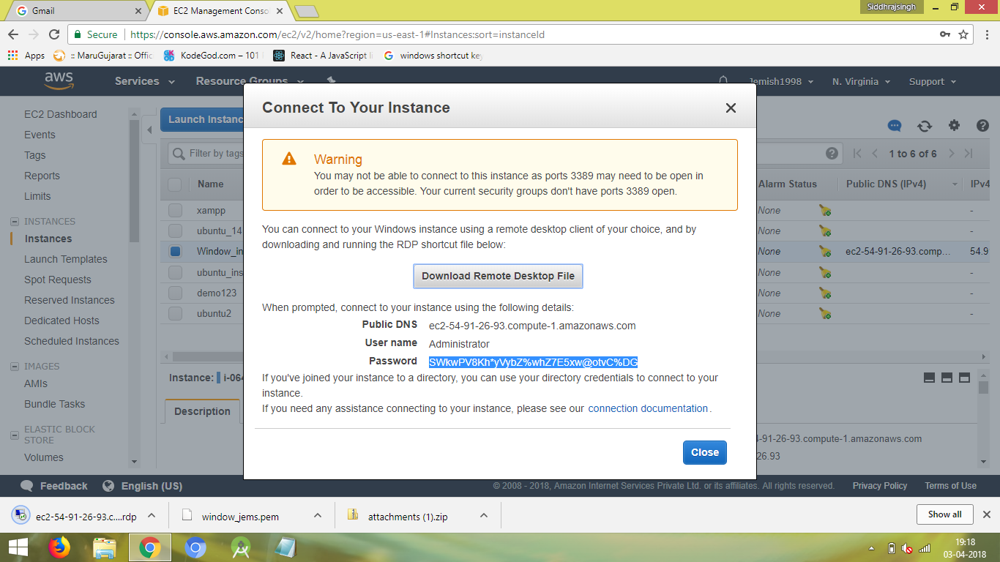 Gmail
EC2 Management Conso
Siddhrajsingh
Secure
https://console.aws.amazon.com/ec2/v2/home?region=us-east-1#Instances:sort=instanceId
Apps
:: MaruGujarat :: Offic
KodeGod.com – 101
React - A JavaScript li
windows shortcut key
aws
Services
Resource Groups
Jemish1998
N. Virginia
Support
EC2 Dashboard
Events
Tags
Reports
Limits
INSTANCES
Instances
Launch Templates
Spot Requests
Reserved Instances
Dedicated Hosts
Scheduled Instances
IMAGES
AMIs
Bundle Tasks
ELASTIC BLOCK
STORE
Volumes
Launch Instanc
Filter by tags
1 to 6 of 6
Name
Alarm Status
Public DNS (IPv4)
IPv4
xampp
None
-
ubuntu_14
None
-
Window_in
None
ec2-54-91-26-93.comp...
54.9
ubuntu_ins
None
-
demo123
None
-
ubuntu2
None
-
Instance:
i-064
Description
4-91-26-93.compute-1.amazonaws.com
26.93
Connect To Your Instance
Warning
You may not be able to connect to this instance as ports 3389 may need to be open in
order to be accessible. Your current security groups don't have ports 3389 open.
You can connect to your Windows instance using a remote desktop client of your choice, and by
downloading and running the RDP shortcut file below:
Download Remote Desktop File
When prompted, connect to your instance using the following details:
Public DNS ec2-54-91-26-93.compute-1.amazonaws.com
User name Administrator
Password SWkwPV8Kh*yVybZ%whZ7E5xw@otvC%DG
If you've joined your instance to a directory, you can use your directory credentials to connect to your
instance.
If you need any assistance connecting to your instance, please see our connection documentation.
Close
Feedback
English (US)
© 2008 - 2018, Amazon Internet Services Private Ltd. or its affiliates. All rights reserved.
Privacy Policy
Terms of Use
ec2-54-91-26-93.c....rdp
window_jems.pem
attachments (1).zip
Show all
19:18
03-04-2018